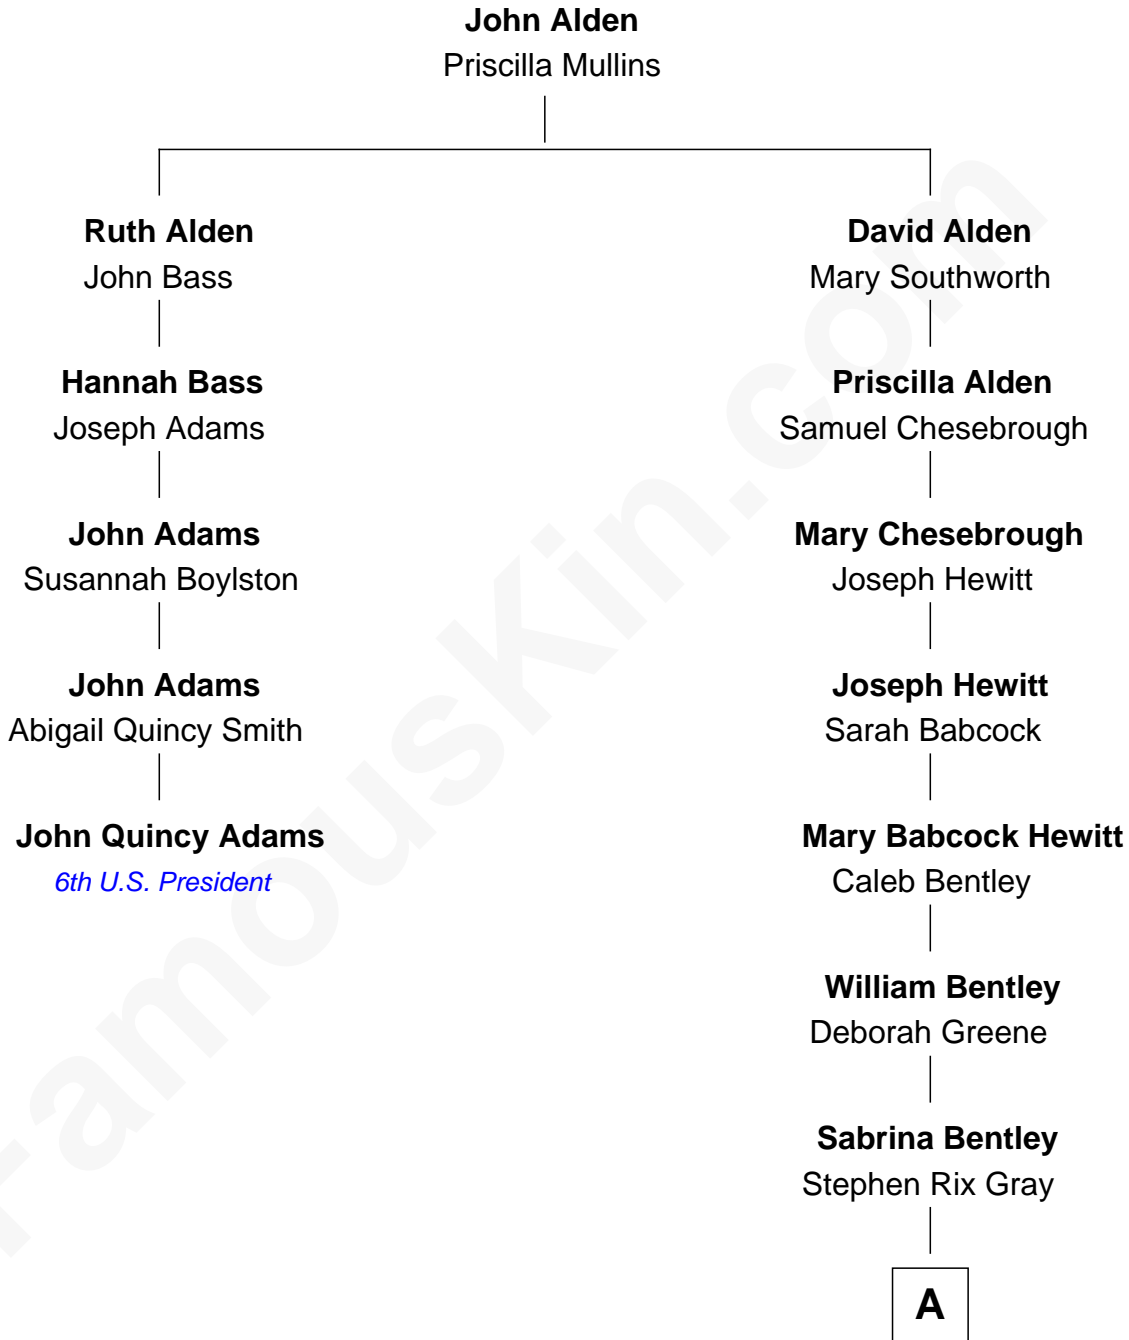 John Alden
Priscilla Mullins
Ruth Alden
John Bass
Hannah Bass
Joseph Adams
John Adams
Susannah Boylston
John Adams
Abigail Quincy Smith
John Quincy Adams
6th U.S. President
David Alden
Mary Southworth
Priscilla Alden
Samuel Chesebrough
Mary Chesebrough
Joseph Hewitt
Joseph Hewitt
Sarah Babcock
Mary Babcock Hewitt
Caleb Bentley
William Bentley
Deborah Greene
Sabrina Bentley
Stephen Rix Gray
A
FamousKin.com